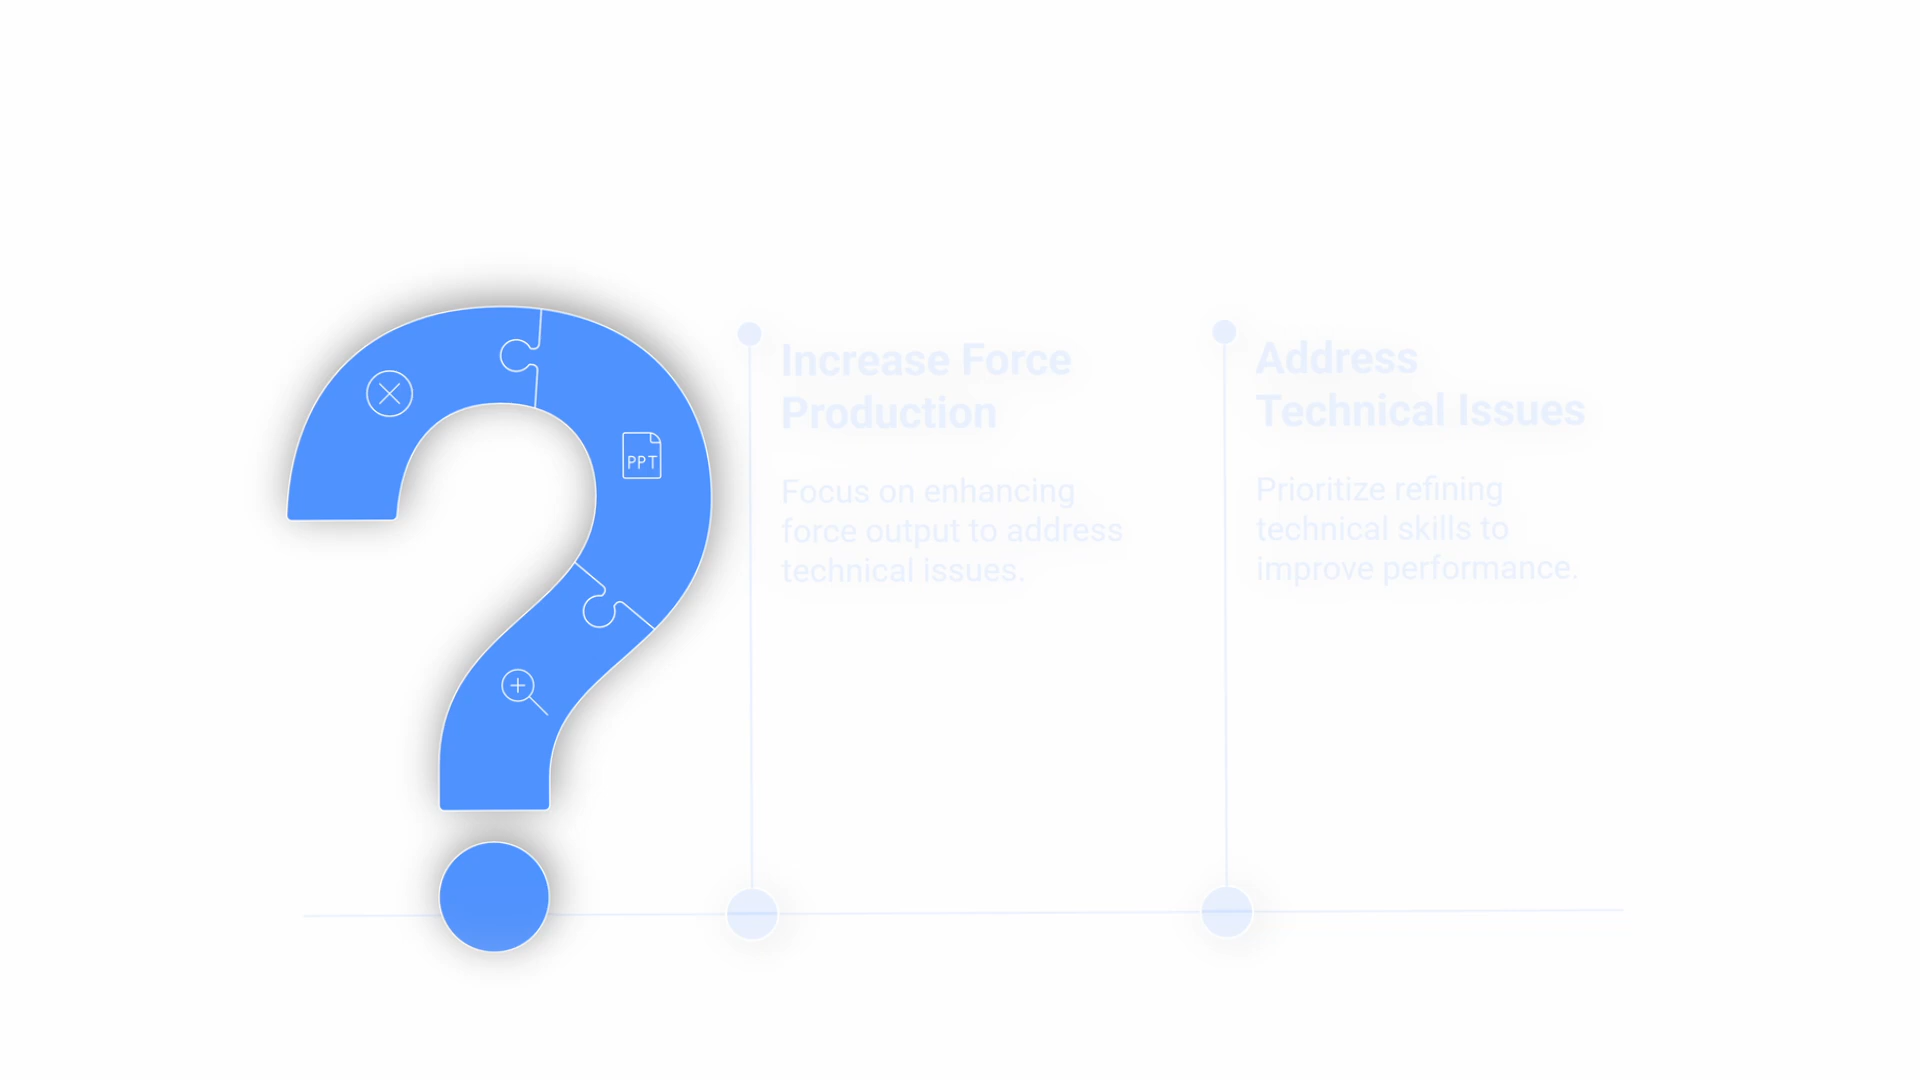 PPT
Increase Force
Production
Focus on enhancing
force output to address
technical issues.
Address
Technical Issues
Prioritize refining
technical skills to
improve performance.